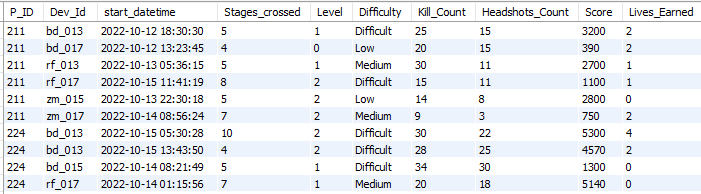 P_ID Dev_Id start_datetime Stages_crossed Level Difficulty Kill_Count Headshots_Count Score Lives_Earned
211 bd_013 2022-10-12 18:30:30 5 1 Difficult 25 15 3200 2
211 bd_017 2022-10-12 13:23:45 4 0 Low 20 15 390 2
211 rf_013 2022-10-13 05:36:15 5 1 Medium 30 11 2700 1
211 rf_017 2022-10-15 11:41:19 8 2 Difficult 15 11 1100 1
211 zm_015 2022-10-13 22:30:18 5 2 Low 14 8 2800 0
211 zm_017 2022-10-14 08:56:24 7 2 Medium 9 3 750 2
224 bd_013 2022-10-15 05:30:28 10 2 Difficult 30 22 5300 4
224 bd_013 2022-10-15 13:43:50 4 2 Difficult 28 25 4570 2
224 bd_015 2022-10-14 08:21:49 5 1 Difficult 34 30 1300 0
224 rf_017 2022-10-14 01:15:56 7 1 Medium 20 18 5140 0